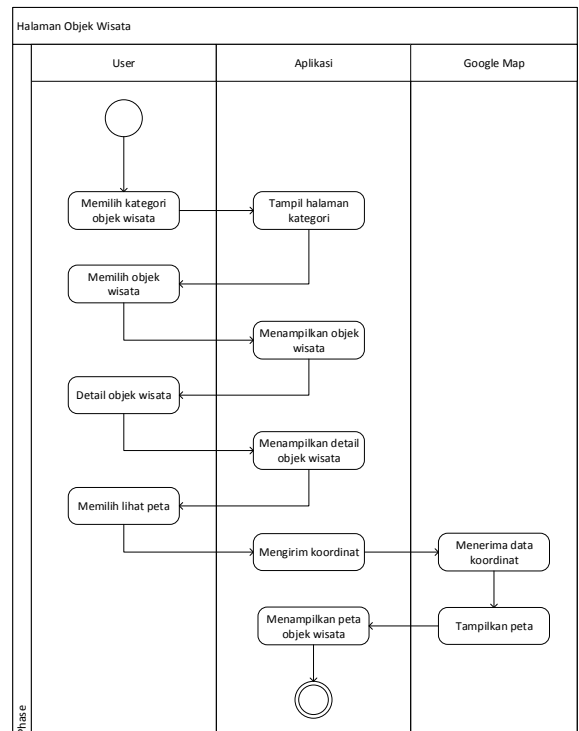 Halaman Objek Wisata
User
Aplikasi
Google Map
Memilih kategori
objek wisata
Tampil halaman
kategori
Memilih objek
wisata
Menampilkan objek
wisata
Detail objek wisata
Menampilkan detail
objek wisata
Memilih lihat peta
Mengirim koordinat
Menerima data
koordinat
Menampilkan peta
objek wisata
Tampilkan peta
Phase